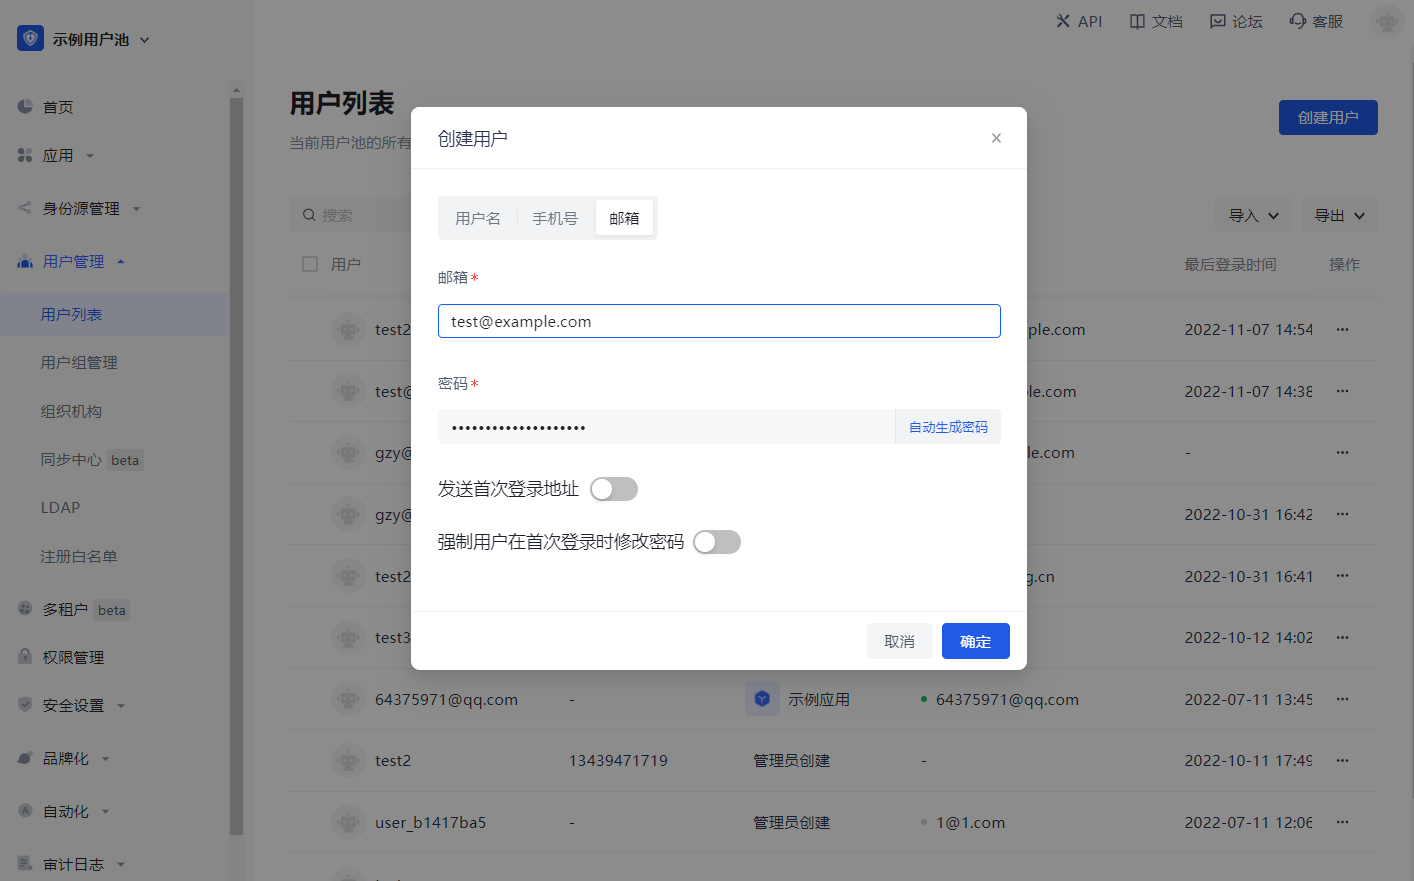 示例用户池
API
文档
论坛
客服
首页
应用
身份源管理
用户管理
用户列表
用户组管理
组织机构
同步中心 beta
LDAP
注册白名单
多租户 beta
权限管理
安全设置
品牌化
自动化
审计日志
用户列表
当前用户池的所有
创建用户
搜索
导入
导出
用户
最后登录时间
操作
test2
ple.com
2022-11-07 14:54
test@
le.com
2022-11-07 14:38
gzy@
le.com
-
gzy@
2022-10-31 16:42
test2
g.cn
2022-10-31 16:41
test3
2022-10-12 14:02
64375971@qq.com
-
示例应用
64375971@qq.com
2022-07-11 13:45
test2
13439471719
管理员创建
-
2022-10-11 17:49
user_b1417ba5
-
管理员创建
1@1.com
2022-07-11 12:06
创建用户
用户名
手机号
邮箱
邮箱*
test@example.com
密码*
••••••••••••••••••••
自动生成密码
发送首次登录地址
强制用户在首次登录时修改密码
取消
确定